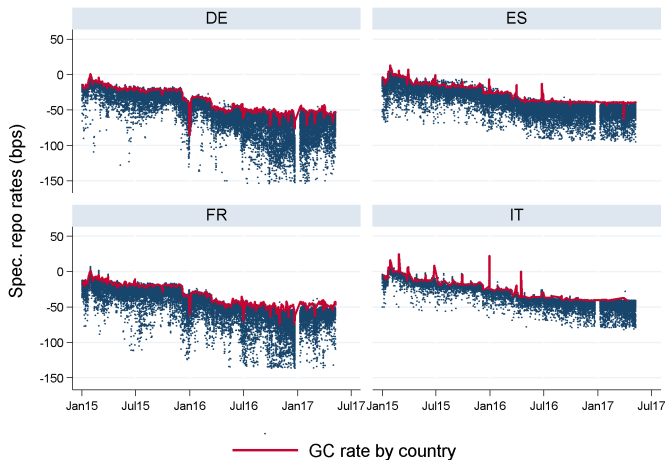 DE
ES
50
0
-50
-100
-150
FR
IT
50
0
-50
-100
-150
Spec. repo rates (bps)
Jan15 Jul15 Jan16 Jul16 Jan17 Jul17
Jan15 Jul15 Jan16 Jul16 Jan17 Jul17
GC rate by country